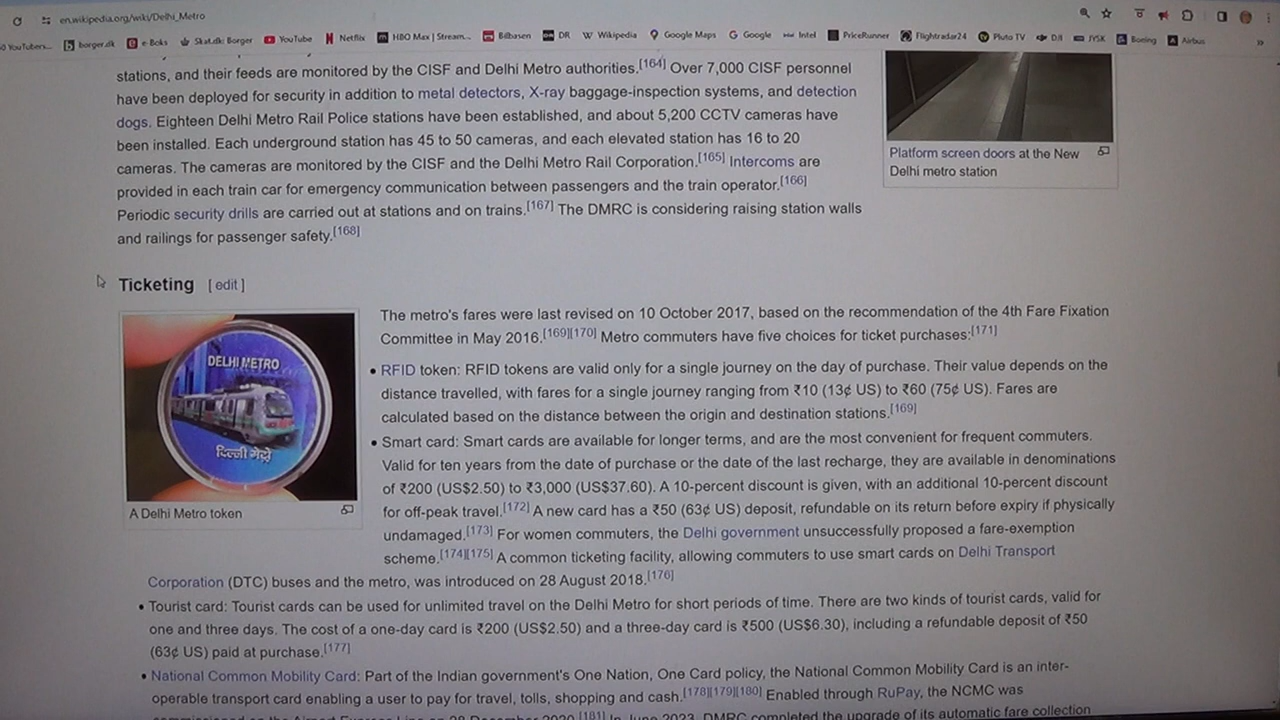 en.wikipedia.org/wiki/Delhi_Metro
YouTubers... borger.dk e-Boks Skat.dk: Borger YouTube Netflix HBO Max | Stream... Bilbasen DR Wikipedia Google Maps Google Intel PriceRunner Flightradar24 Pluto TV DJI JYSK Boeing Airbus »
stations, and their feeds are monitored by the CISF and Delhi Metro authorities.[164] Over 7,000 CISF personnel
have been deployed for security in addition to metal detectors, X-ray baggage-inspection systems, and detection
dogs. Eighteen Delhi Metro Rail Police stations have been established, and about 5,200 CCTV cameras have
been installed. Each underground station has 45 to 50 cameras, and each elevated station has 16 to 20
cameras. The cameras are monitored by the CISF and the Delhi Metro Rail Corporation.[165] Intercoms are
provided in each train car for emergency communication between passengers and the train operator.[166]
Periodic security drills are carried out at stations and on trains.[167] The DMRC is considering raising station walls
and railings for passenger safety.[168]
Platform screen doors at the New
Delhi metro station
Ticketing [ edit ]
DELHI METRO
दिल्ली मेट्रो
A Delhi Metro token
The metro's fares were last revised on 10 October 2017, based on the recommendation of the 4th Fare Fixation
Committee in May 2016.[169][170] Metro commuters have five choices for ticket purchases:[171]
• RFID token: RFID tokens are valid only for a single journey on the day of purchase. Their value depends on the
distance travelled, with fares for a single journey ranging from ₹10 (13¢ US) to ₹60 (75¢ US). Fares are
calculated based on the distance between the origin and destination stations.[169]
• Smart card: Smart cards are available for longer terms, and are the most convenient for frequent commuters.
Valid for ten years from the date of purchase or the date of the last recharge, they are available in denominations
of ₹200 (US$2.50) to ₹3,000 (US$37.60). A 10-percent discount is given, with an additional 10-percent discount
for off-peak travel.[172] A new card has a ₹50 (63¢ US) deposit, refundable on its return before expiry if physically
undamaged.[173] For women commuters, the Delhi government unsuccessfully proposed a fare-exemption
scheme.[174][175] A common ticketing facility, allowing commuters to use smart cards on Delhi Transport
Corporation (DTC) buses and the metro, was introduced on 28 August 2018.[176]
• Tourist card: Tourist cards can be used for unlimited travel on the Delhi Metro for short periods of time. There are two kinds of tourist cards, valid for
one and three days. The cost of a one-day card is ₹200 (US$2.50) and a three-day card is ₹500 (US$6.30), including a refundable deposit of ₹50
(63¢ US) paid at purchase.[177]
• National Common Mobility Card: Part of the Indian government's One Nation, One Card policy, the National Common Mobility Card is an inter-
operable transport card enabling a user to pay for travel, tolls, shopping and cash.[178][179][180] Enabled through RuPay, the NCMC was
commissioned on the Airport Express Line on 28 December 2020.[181] In June 2023, DMRC completed the upgrade of its automatic fare collection